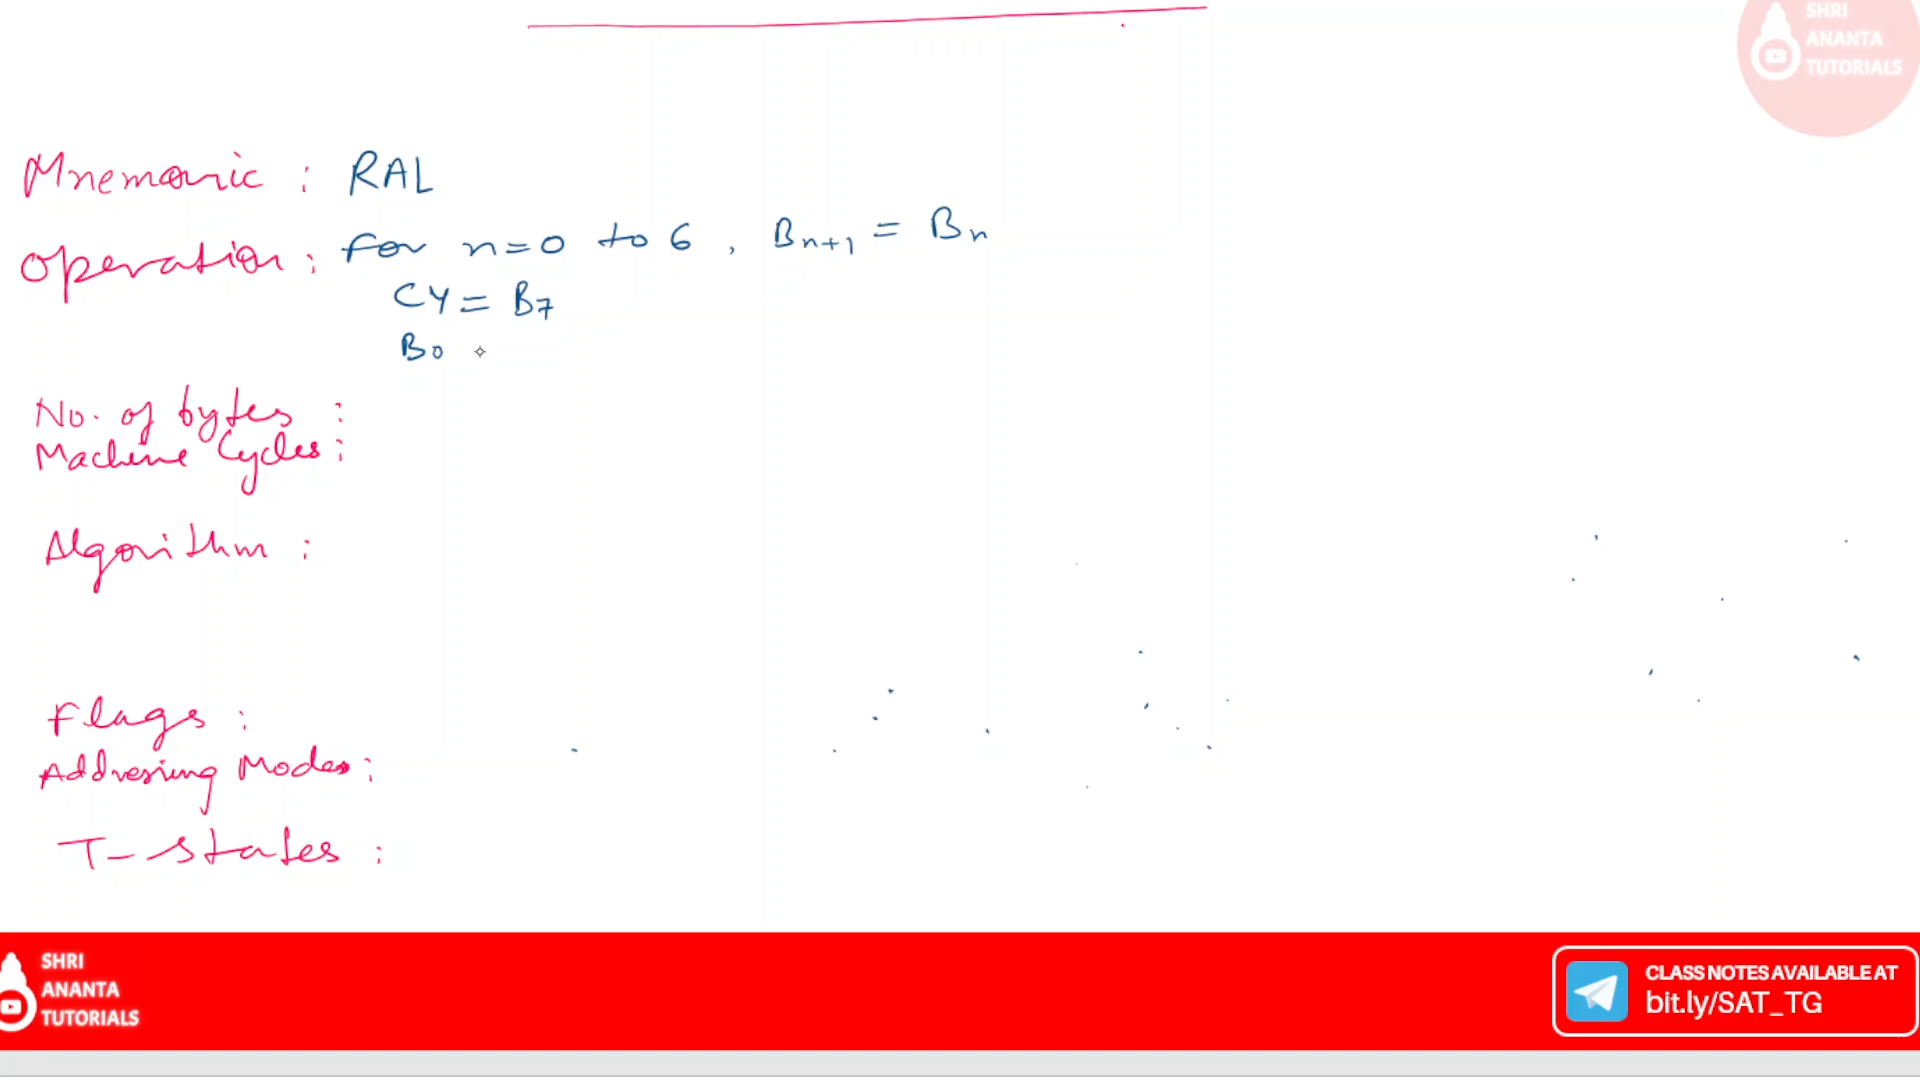 SHRI
ANANTA
TUTORIALS
Mnemonic : RAL
Operation : for n=0 to 6 , Bn+1 = Bn
CY = B7
B0
No. of bytes :
Machine Cycles :
Algorithm :
Flags :
Addresing Modes :
T-states :
SHRI
ANANTA
TUTORIALS
CLASS NOTES AVAILABLE AT
bit.ly/SAT_TG